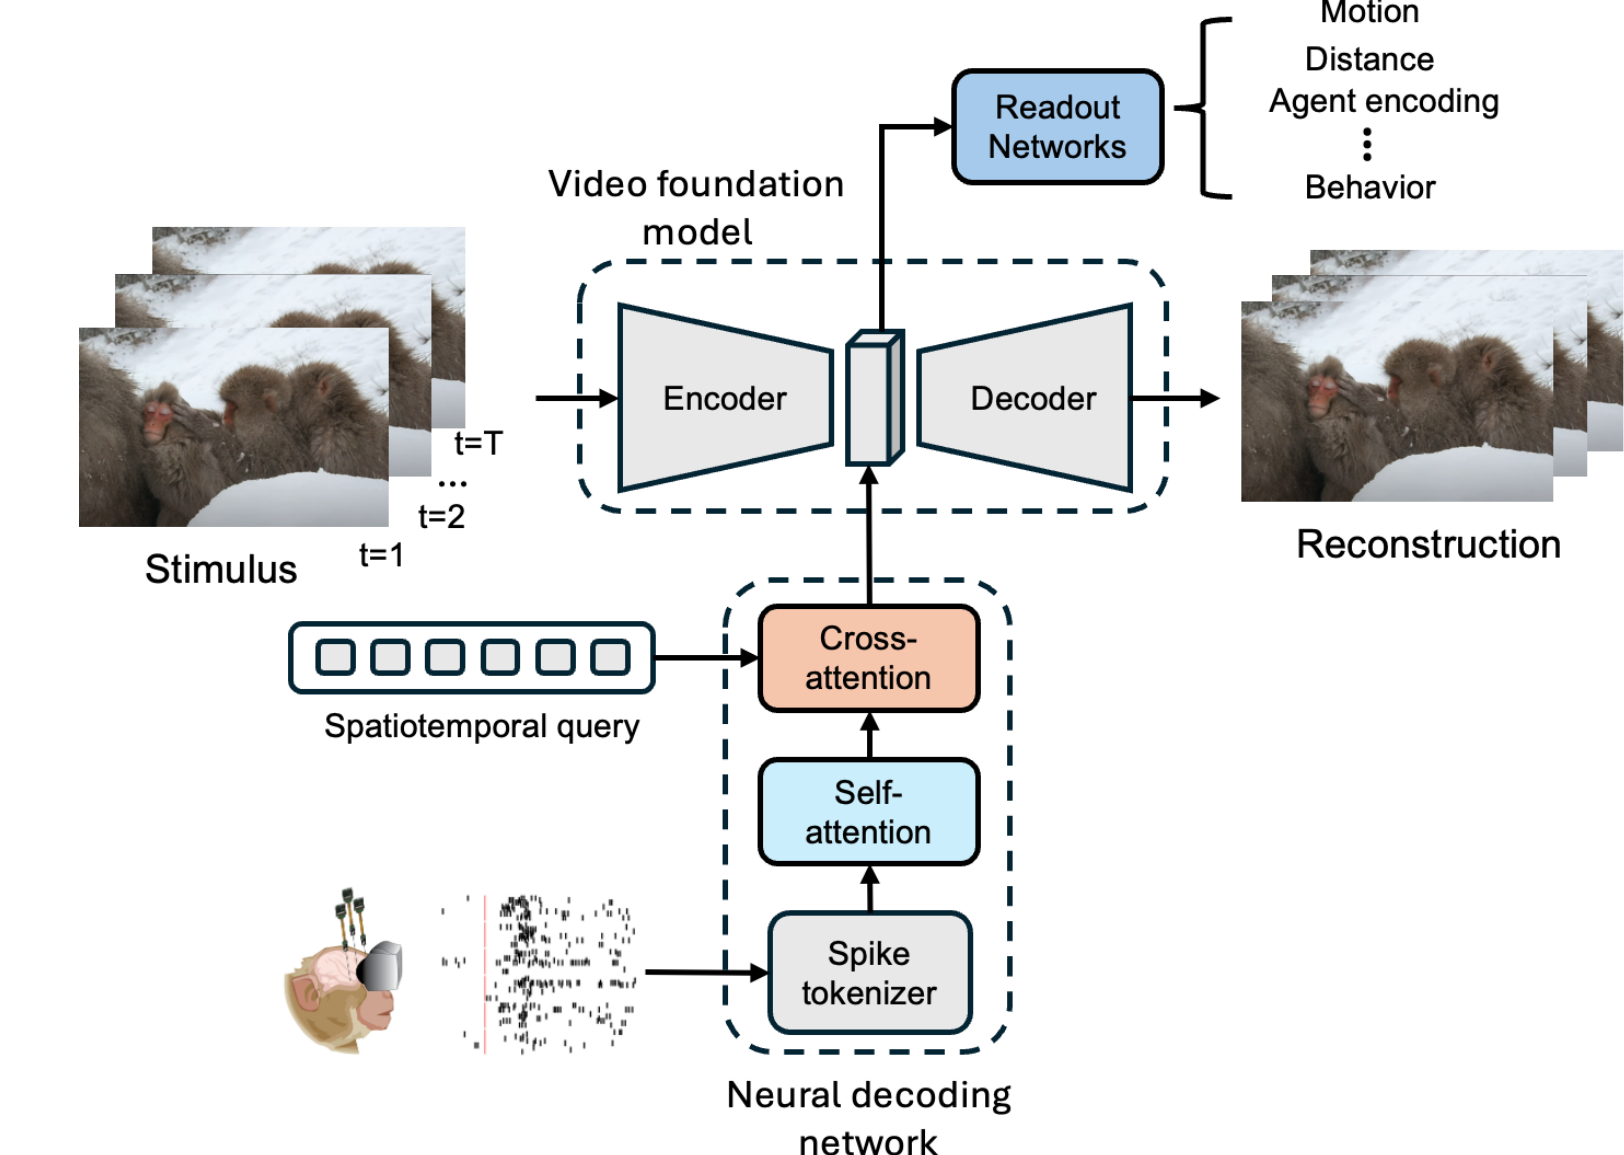 Motion
Distance
Agent encoding
Behavior
Readout
Networks
Video foundation
model
Encoder
Decoder
t=T
...
t=2
t=1
Stimulus
Reconstruction
Cross-
attention
Spatiotemporal query
Self-
attention
Spike
tokenizer
Neural decoding
network